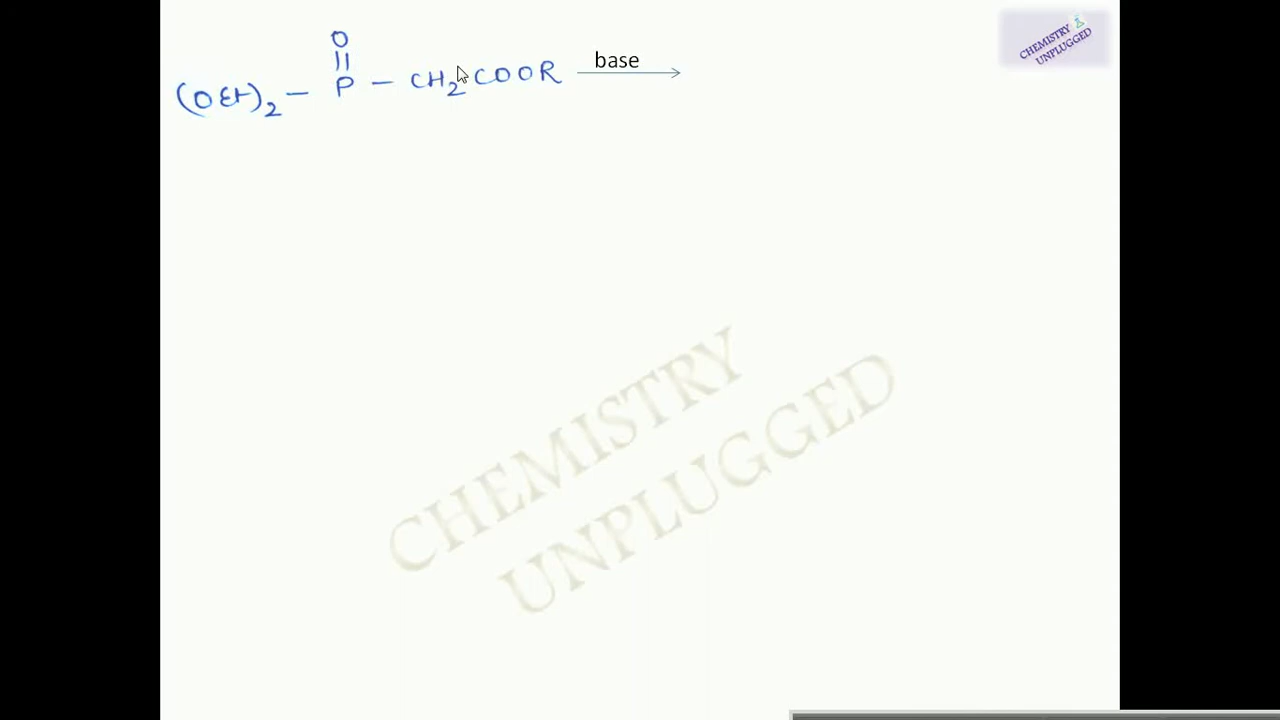 O
||
(OEt)2 — P — CH2COOR
base
CHEMISTRY
UNPLUGGED
CHEMISTRY
UNPLUGGED